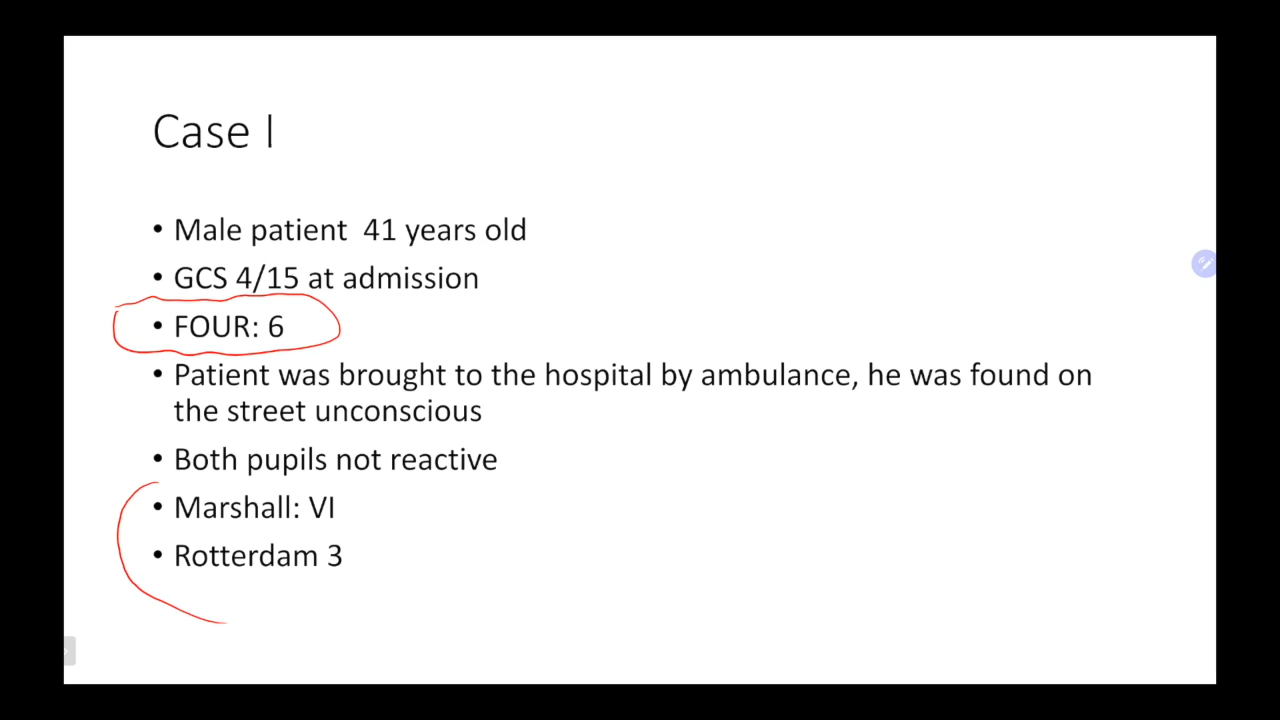 Case I
• Male patient  41 years old
• GCS 4/15 at admission
• FOUR: 6
• Patient was brought to the hospital by ambulance, he was found on
the street unconscious
• Both pupils not reactive
• Marshall: VI
• Rotterdam 3